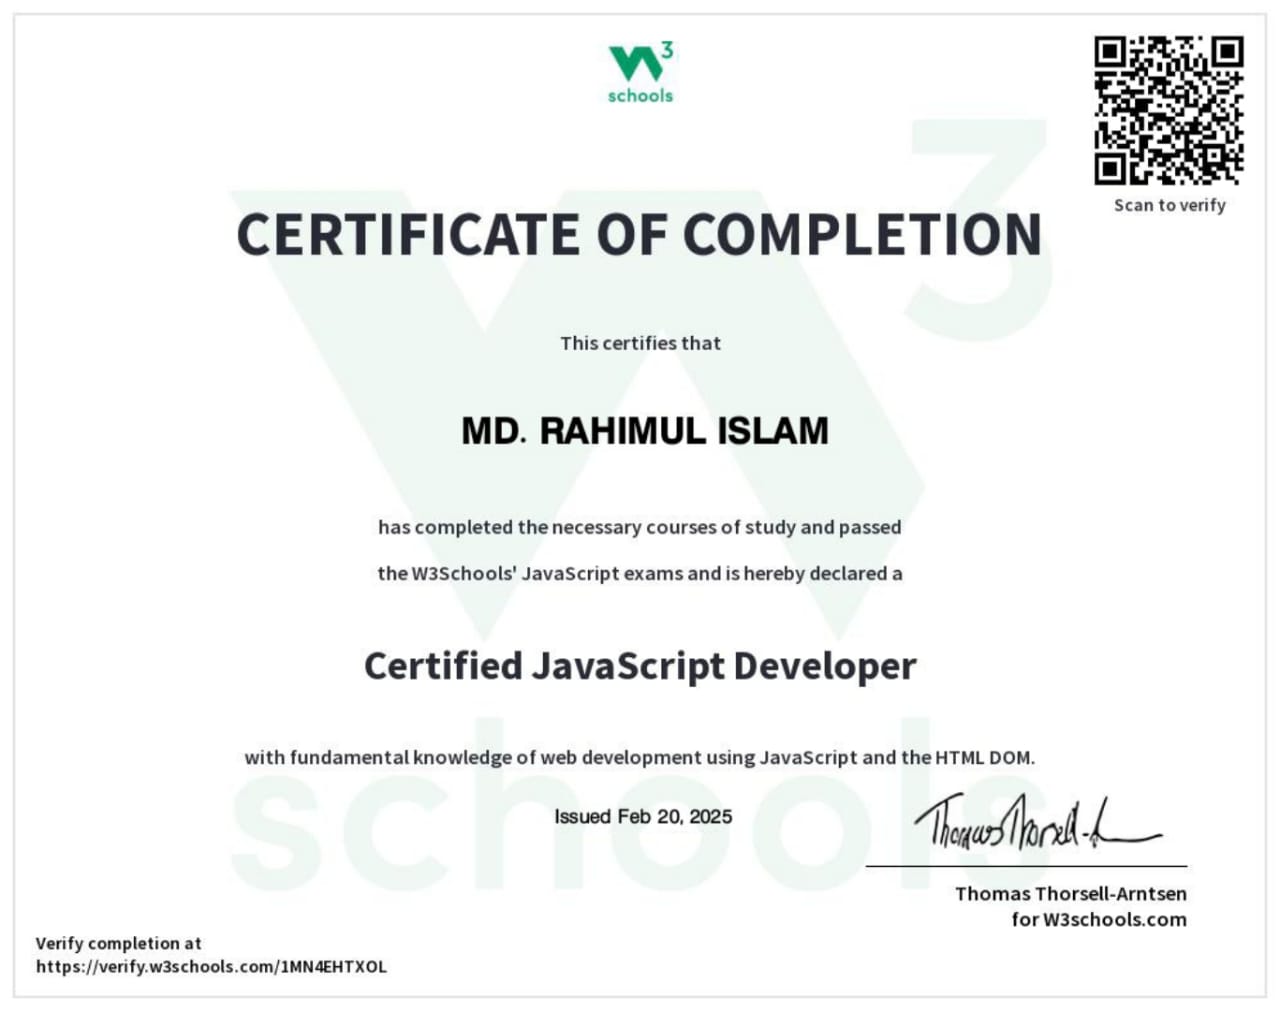 W3
schools
Scan to verify
CERTIFICATE OF COMPLETION
This certifies that
MD. RAHIMUL ISLAM
has completed the necessary courses of study and passed
the W3Schools' JavaScript exams and is hereby declared a
Certified JavaScript Developer
with fundamental knowledge of web development using JavaScript and the HTML DOM.
Issued Feb 20, 2025
Thomas Thorsell-Arntsen
for W3schools.com
Verify completion at
https://verify.w3schools.com/1MN4EHTXOL